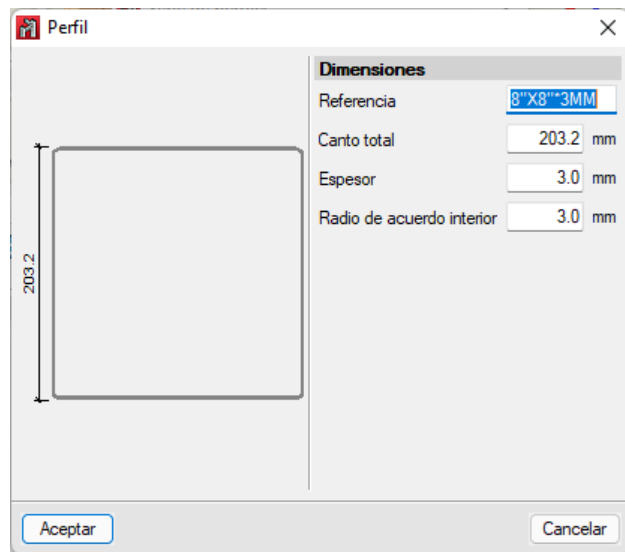 Perfil
Dimensiones
Referencia 8"X8"*3MM
Canto total 203.2 mm
Espesor 3.0 mm
Radio de acuerdo interior 3.0 mm
203.2
Aceptar Cancelar